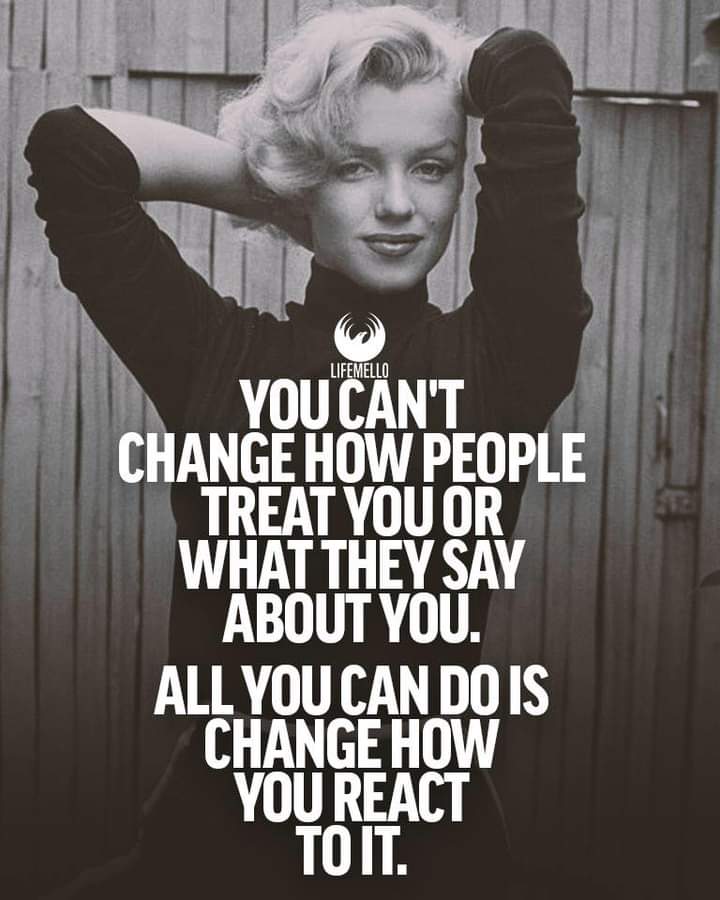 LIFEMELLO
YOU CAN'T
CHANGE HOW PEOPLE
TREAT YOU OR
WHAT THEY SAY
ABOUT YOU.
ALL YOU CAN DO IS
CHANGE HOW
YOU REACT
TO IT.